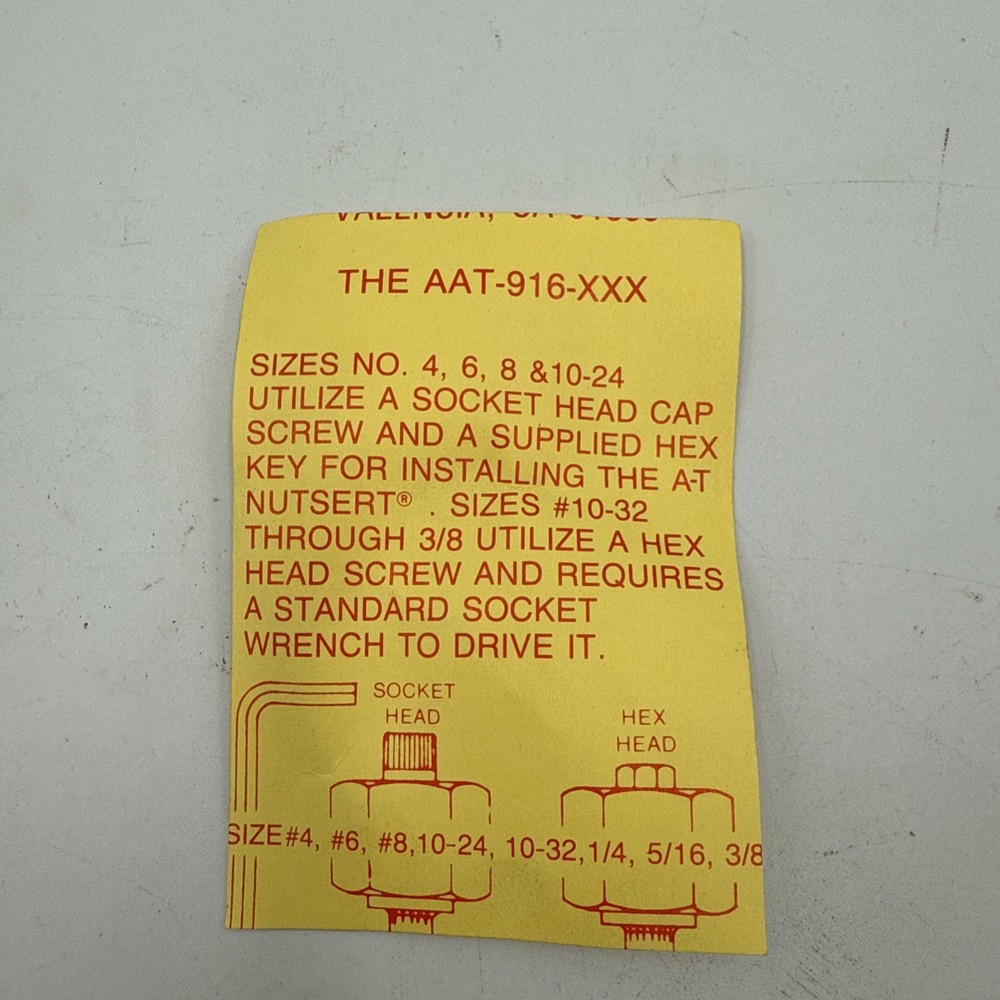 VALENCIA, CA
THE AAT-916-XXX
SIZES NO. 4, 6, 8 &10-24
UTILIZE A SOCKET HEAD CAP
SCREW AND A SUPPLIED HEX
KEY FOR INSTALLING THE A-T
NUTSERT® . SIZES #10-32
THROUGH 3/8 UTILIZE A HEX
HEAD SCREW AND REQUIRES
A STANDARD SOCKET
WRENCH TO DRIVE IT.
SOCKET
HEAD
HEX
HEAD
SIZE #4, #6, #8,10-24, 10-32,1/4, 5/16, 3/8